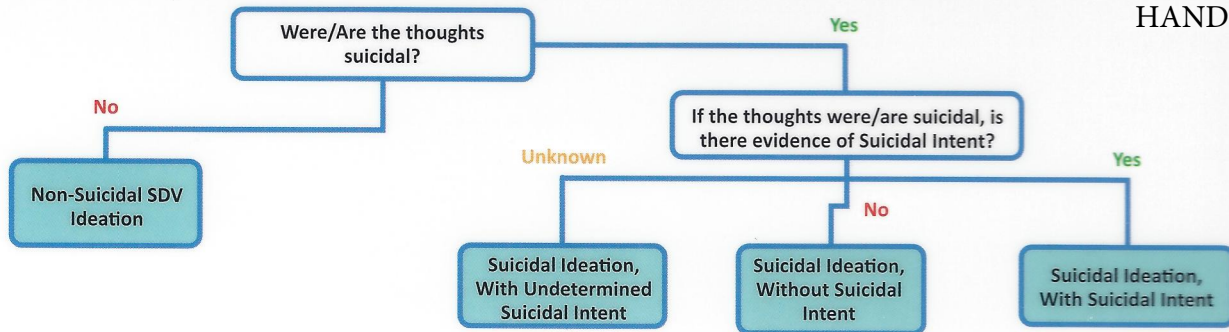 HAND
Were/Are the thoughts
suicidal?
Yes
No
If the thoughts were/are suicidal, is
there evidence of Suicidal Intent?
Unknown
Yes
Non-Suicidal SDV
Ideation
No
Suicidal Ideation,
With Undetermined
Suicidal Intent
Suicidal Ideation,
Without Suicidal
Intent
Suicidal Ideation,
With Suicidal Intent